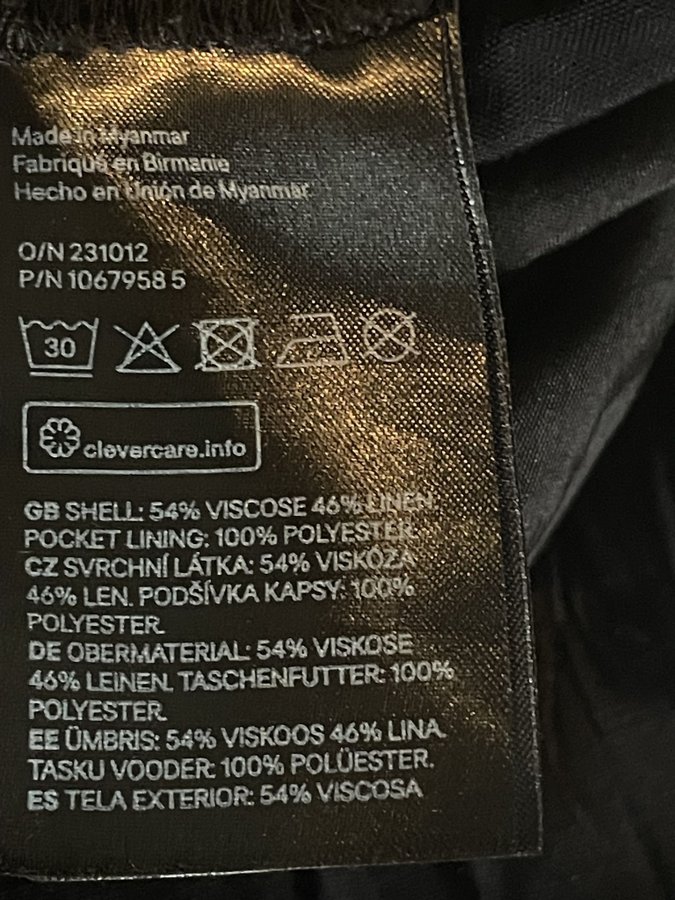 Made in Myanmar
Fabriqué en Birmanie
Hecho en Unión de Myanmar
O/N 231012
P/N 1067958 5
30
clevercare.info
GB SHELL: 54% VISCOSE 46% LINEN.
POCKET LINING: 100% POLYESTER.
CZ SVRCHNÍ LÁTKA: 54% VISKÓZA
46% LEN. PODŠÍVKA KAPSY: 100%
POLYESTER.
DE OBERMATERIAL: 54% VISKOSE
46% LEINEN. TASCHENFUTTER: 100%
POLYESTER.
EE ÜMBRIS: 54% VISKOOS 46% LINA.
TASKU VOODER: 100% POLÜESTER.
ES TELA EXTERIOR: 54% VISCOSA